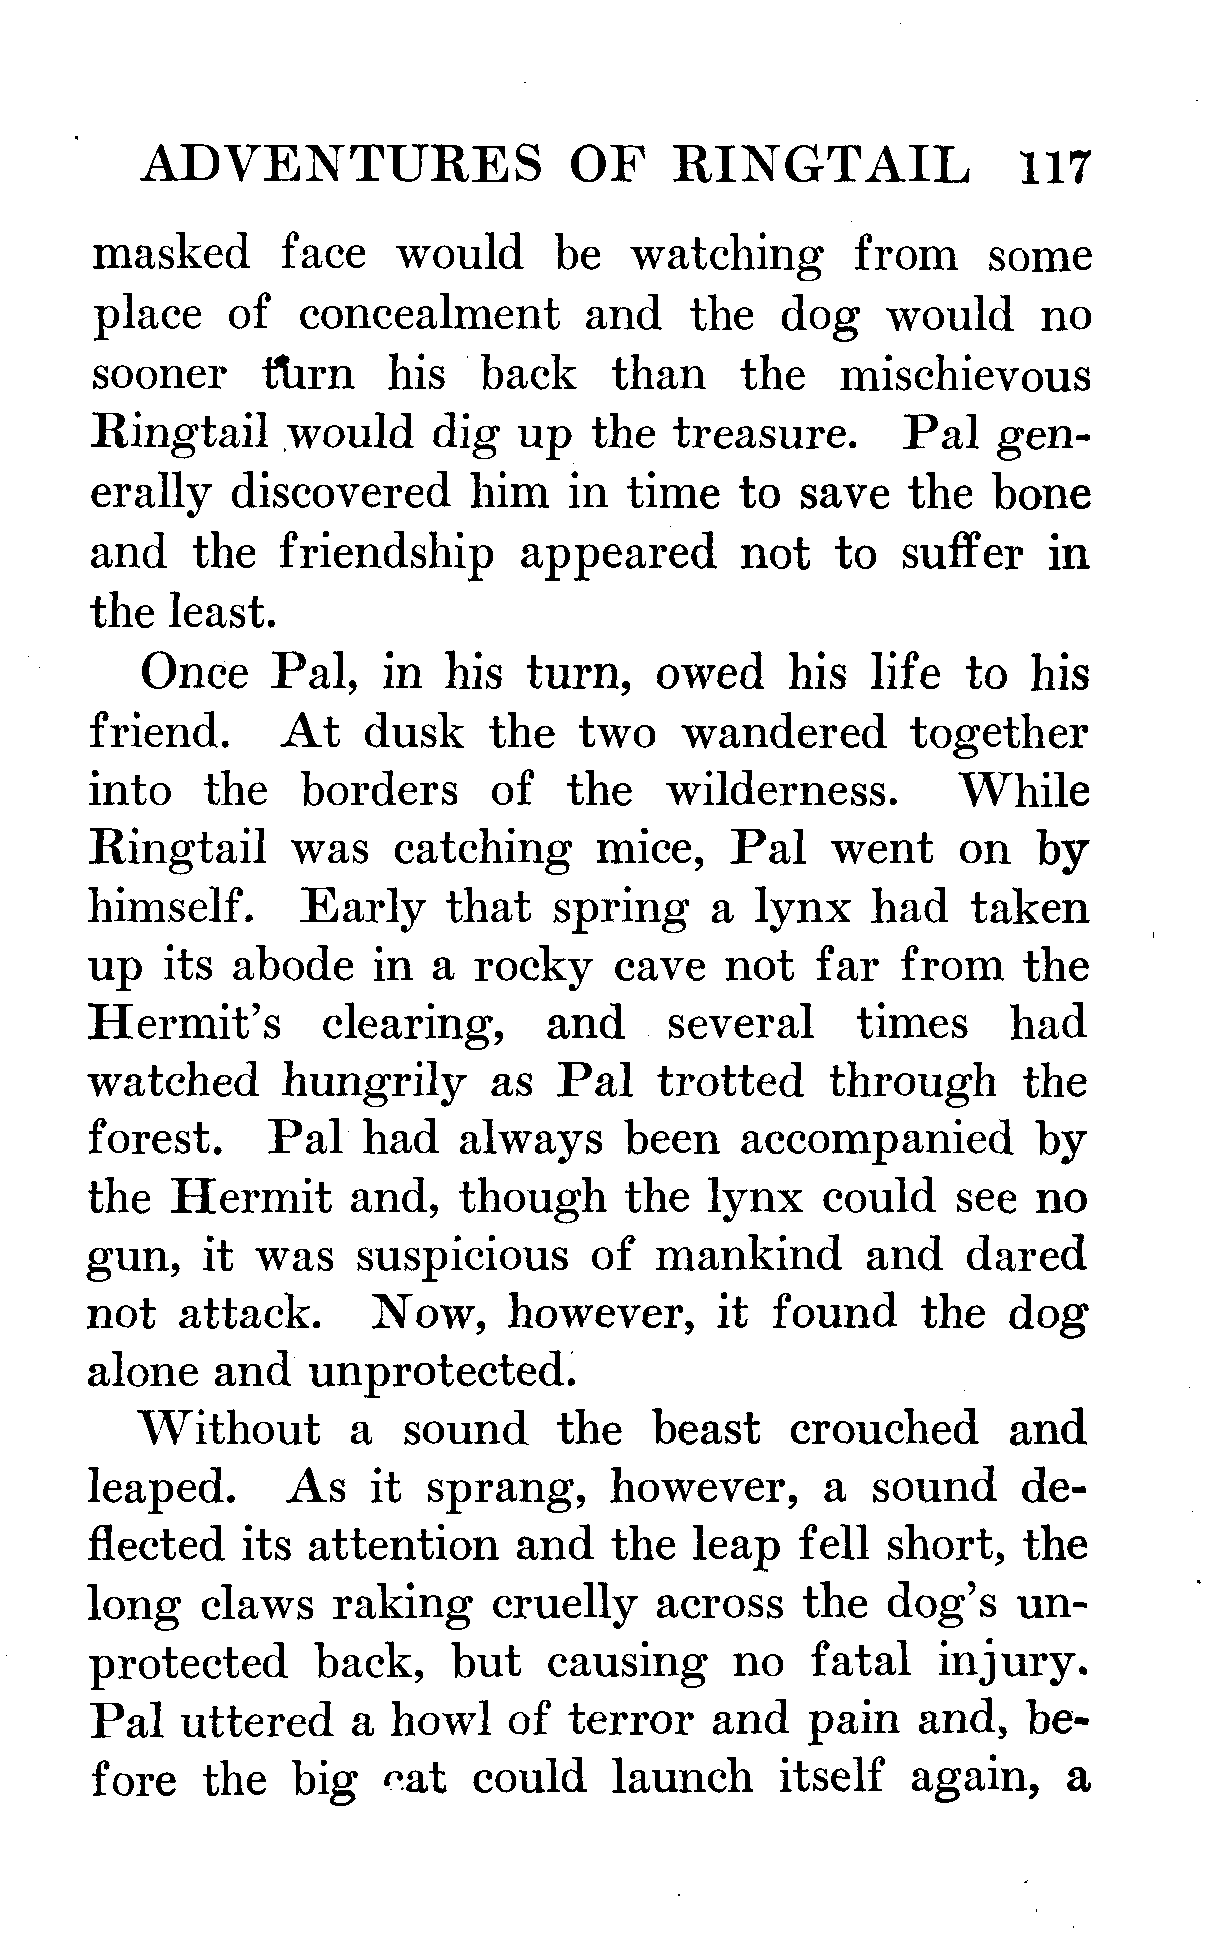 ADVENTURES OF RINGTAIL 117
masked face would be watching from some
place of concealment and the dog would no
sooner turn his back than the mischievous
Ringtail would dig up the treasure. Pal gen-
erally discovered him in time to save the bone
and the friendship appeared not to suffer in
the least.
Once Pal, in his turn, owed his life to his
friend. At dusk the two wandered together
into the borders of the wilderness. While
Ringtail was catching mice, Pal went on by
himself. Early that spring a lynx had taken
up its abode in a rocky cave not far from the
Hermit's clearing, and several times had
watched hungrily as Pal trotted through the
forest. Pal had always been accompanied by
the Hermit and, though the lynx could see no
gun, it was suspicious of mankind and dared
not attack. Now, however, it found the dog
alone and unprotected.
Without a sound the beast crouched and
leaped. As it sprang, however, a sound de-
flected its attention and the leap fell short, the
long claws raking cruelly across the dog's un-
protected back, but causing no fatal injury.
Pal uttered a howl of terror and pain and, be-
fore the big cat could launch itself again, a